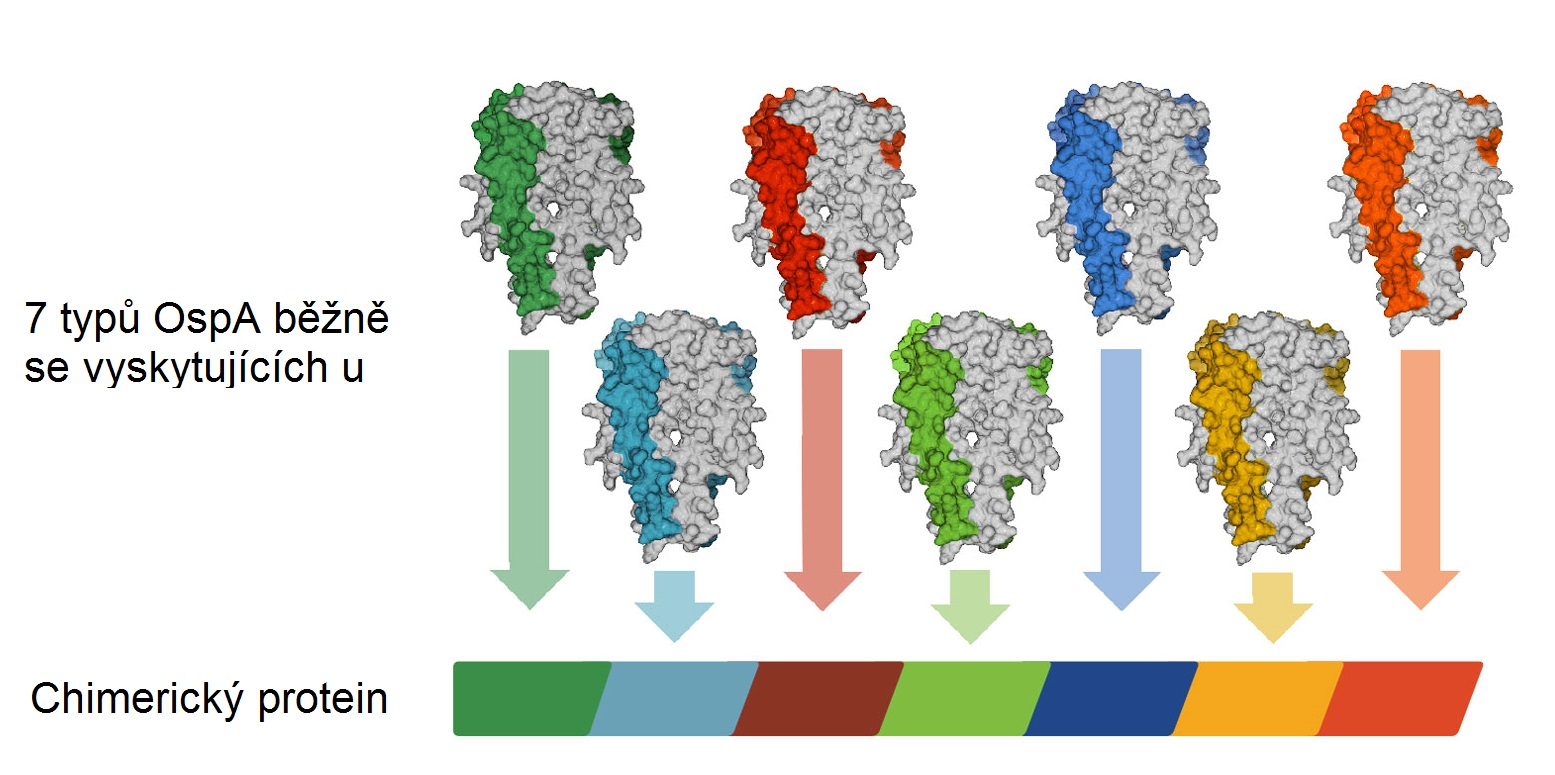 7 typů OspA běžně
se vyskytujících u
Chimerický protein